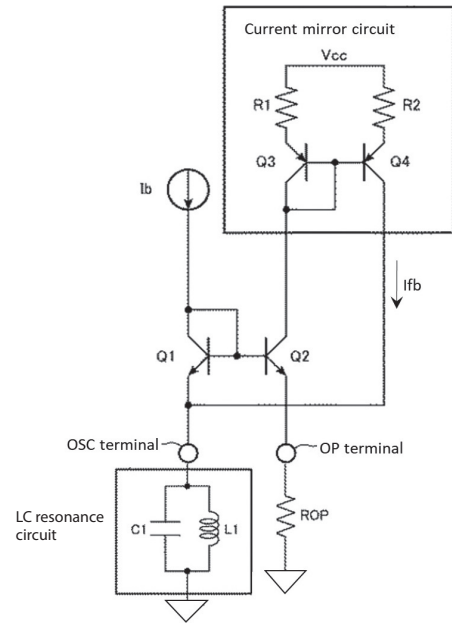 Current mirror circuit
Vcc
R1
R2
Q3
Q4
Ib
Ifb
Q1
Q2
OSC terminal
OP terminal
LC resonance
circuit
C1
L1
ROP